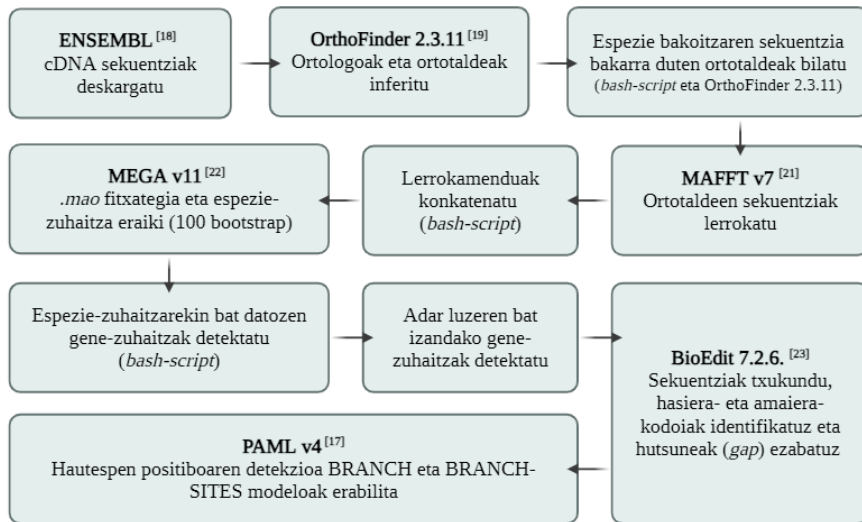 ENSEMBL [18]
cDNA sekuentziak
deskargatu
OrthoFinder 2.3.11 [19]
Ortologoak eta ortotaldeak
inferitu
Espezie bakoitzaren sekuentzia
bakarra duten ortotaldeak bilatu
(bash-script eta OrthoFinder 2.3.11)
MAFFT v7 [21]
Ortotaldeen sekuentziak
lerrokatu
Lerrokamenduak
konkatenatu
(bash-script)
MEGA v11 [22]
.mao fitxategia eta espezie-
zuhaitza eraiki (100 bootstrap)
Espezie-zuhaitzarekin bat datozen
gene-zuhaitzak detektatu
(bash-script)
Adar luzeren bat
izandako gene-
zuhaitzak detektatu
BioEdit 7.2.6. [23]
Sekuentziak txukundu,
hasiera- eta amaiera-
kodoiak identifikatuz eta
hutsuneak (gap) ezabatuz
PAML v4 [17]
Hautespen positiboaren detekzioa BRANCH eta BRANCH-
SITES modeloak erabilita